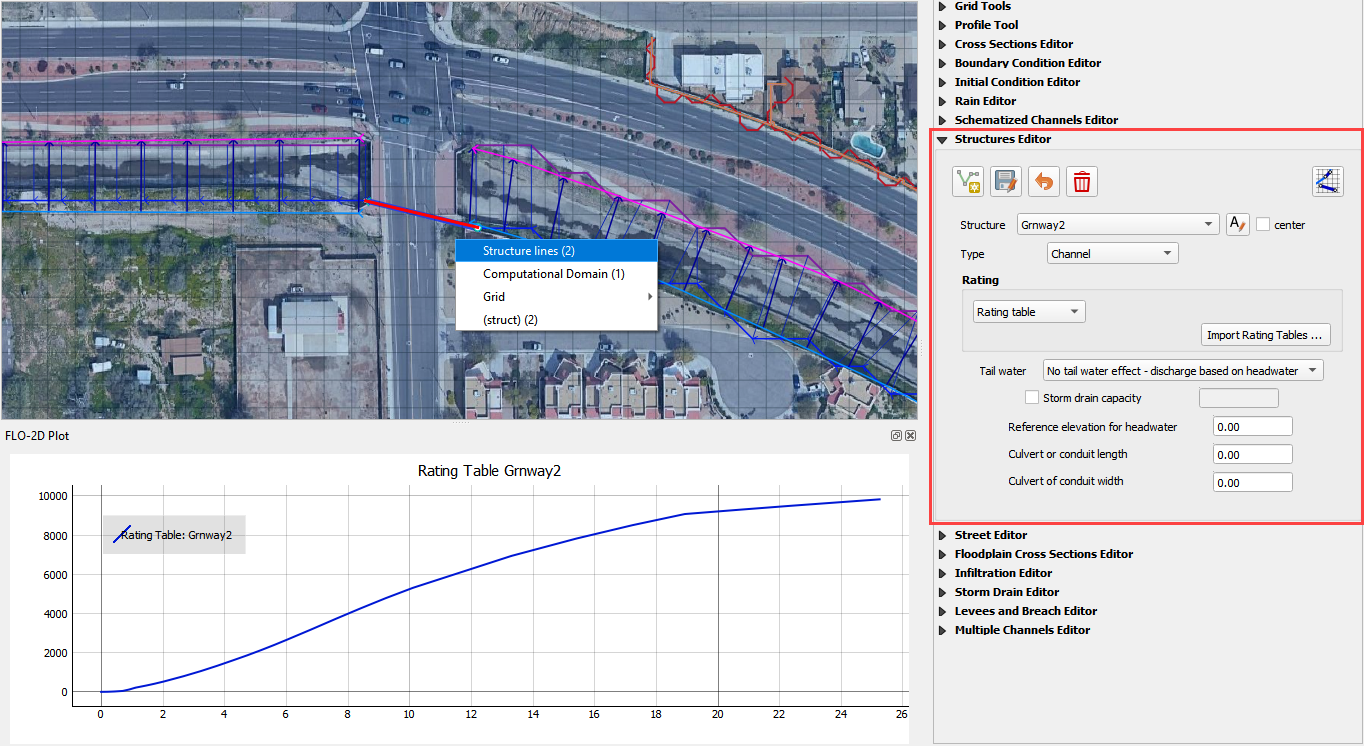 Structure lines (2)
Computational Domain (1)
Grid
(struct) (2)
FLO-2D Plot
Rating Table Grnway2
10000
Rating Table: Grnway2
8000
6000
4000
2000
0
0 2 4 6 8 10 12 14 16 18 20 22 24 26
Grid Tools
Profile Tool
Cross Sections Editor
Boundary Condition Editor
Initial Condition Editor
Rain Editor
Schematized Channels Editor
Structures Editor
Structure Grnway2 A center
Type Channel
Rating
Rating table
Import Rating Tables ...
Tail water No tail water effect - discharge based on headwater
Storm drain capacity
Reference elevation for headwater 0.00
Culvert or conduit length 0.00
Culvert of conduit width 0.00
Street Editor
Floodplain Cross Sections Editor
Infiltration Editor
Storm Drain Editor
Levees and Breach Editor
Multiple Channels Editor